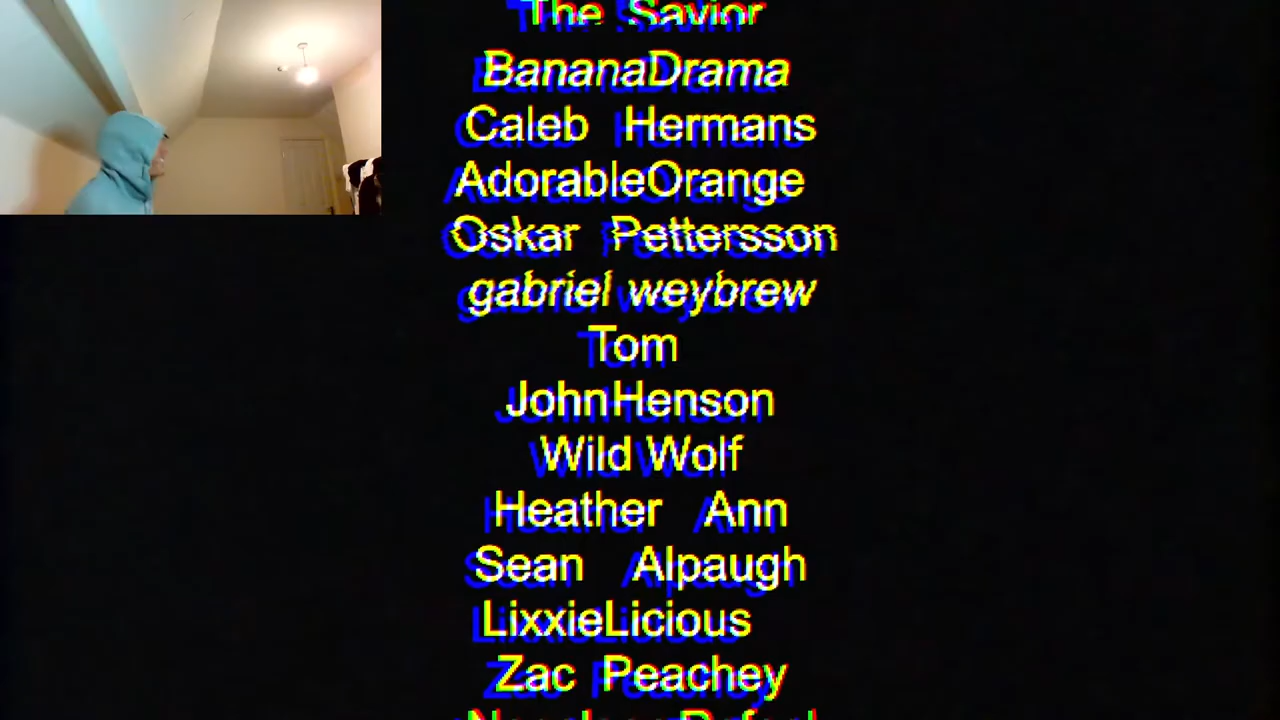 The Savior
BananaDrama
Caleb Hermans
AdorableOrange
Oskar Pettersson
gabriel weybrew
Tom
JohnHenson
Wild Wolf
Heather Ann
Sean Alpaugh
LixxieLicious
Zac Peachey